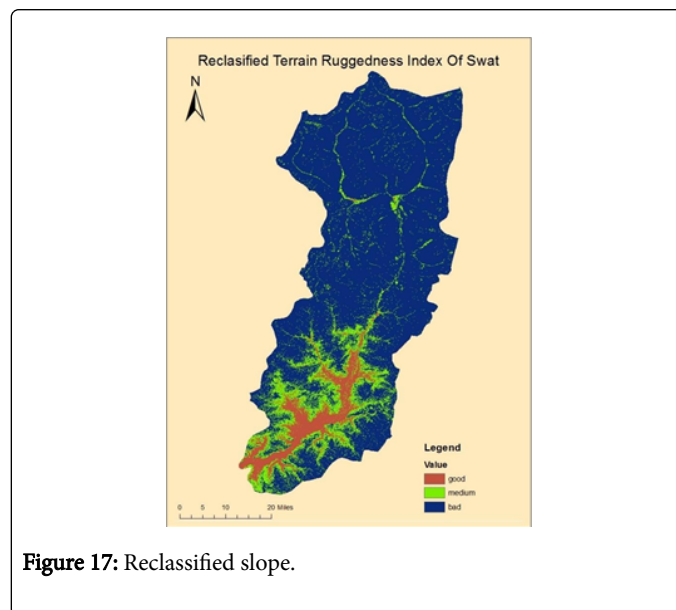 Reclasified Terrain Ruggedness Index Of Swat
N
Legend
Value
good
medium
bad
0 5 10 20 Miles
Figure 17: Reclassified slope.